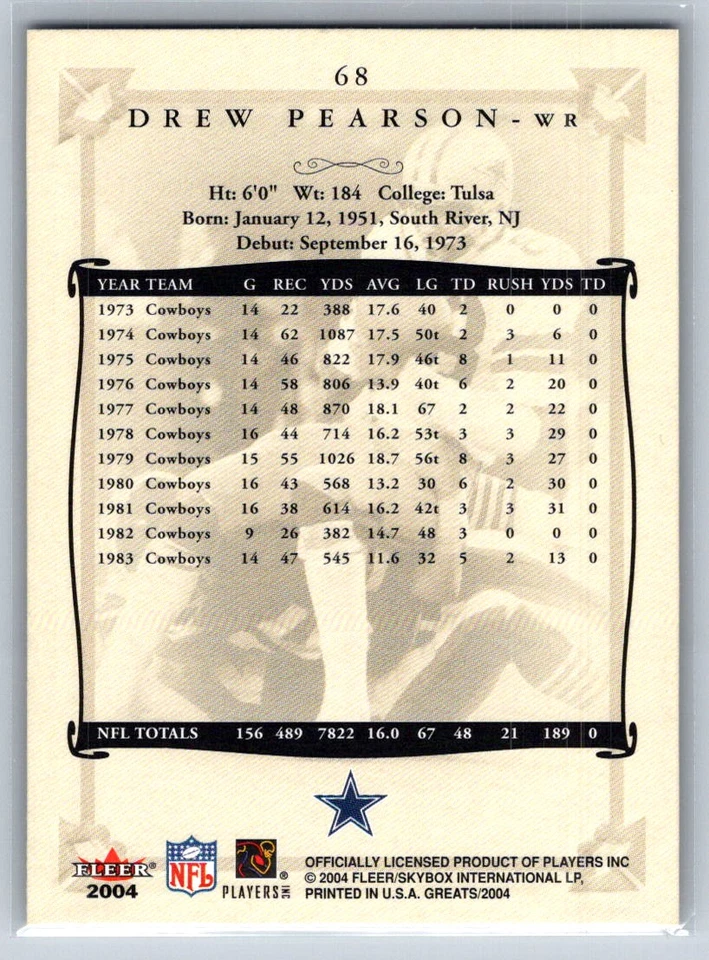 68
DREW PEARSON - WR
Ht: 6'0" Wt: 184 College: Tulsa
Born: January 12, 1951, South River, NJ
Debut: September 16, 1973
YEAR TEAM G REC YDS AVG LG TD RUSH YDS TD
1973 Cowboys 14 22 388 17.6 40 2 0 0 0
1974 Cowboys 14 62 1087 17.5 50t 2 3 6 0
1975 Cowboys 14 46 822 17.9 46t 8 1 11 0
1976 Cowboys 14 58 806 13.9 40t 6 2 20 0
1977 Cowboys 14 48 870 18.1 67 2 2 22 0
1978 Cowboys 16 44 714 16.2 53t 3 3 29 0
1979 Cowboys 15 55 1026 18.7 56t 8 3 27 0
1980 Cowboys 16 43 568 13.2 30 6 2 30 0
1981 Cowboys 16 38 614 16.2 42t 3 3 31 0
1982 Cowboys 9 26 382 14.7 48 3 0 0 0
1983 Cowboys 14 47 545 11.6 32 5 2 13 0
NFL TOTALS 156 489 7822 16.0 67 48 21 189 0
FLEER®
2004
NFL
PLAYERS INC ®
OFFICIALLY LICENSED PRODUCT OF PLAYERS INC
© 2004 FLEER/SKYBOX INTERNATIONAL LP,
PRINTED IN U.S.A. GREATS/2004